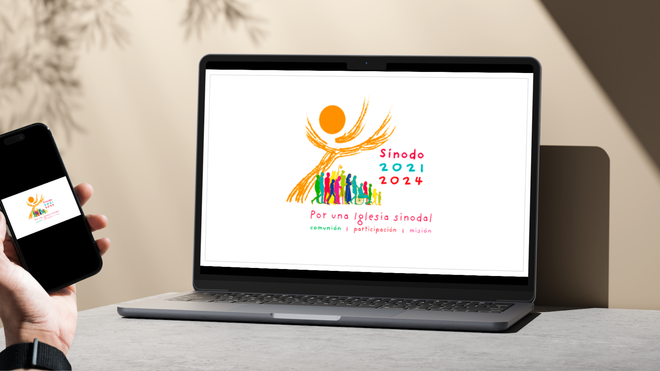 Sínodo
2021
2024
Por una Iglesia sinodal
comunión | participación | misión